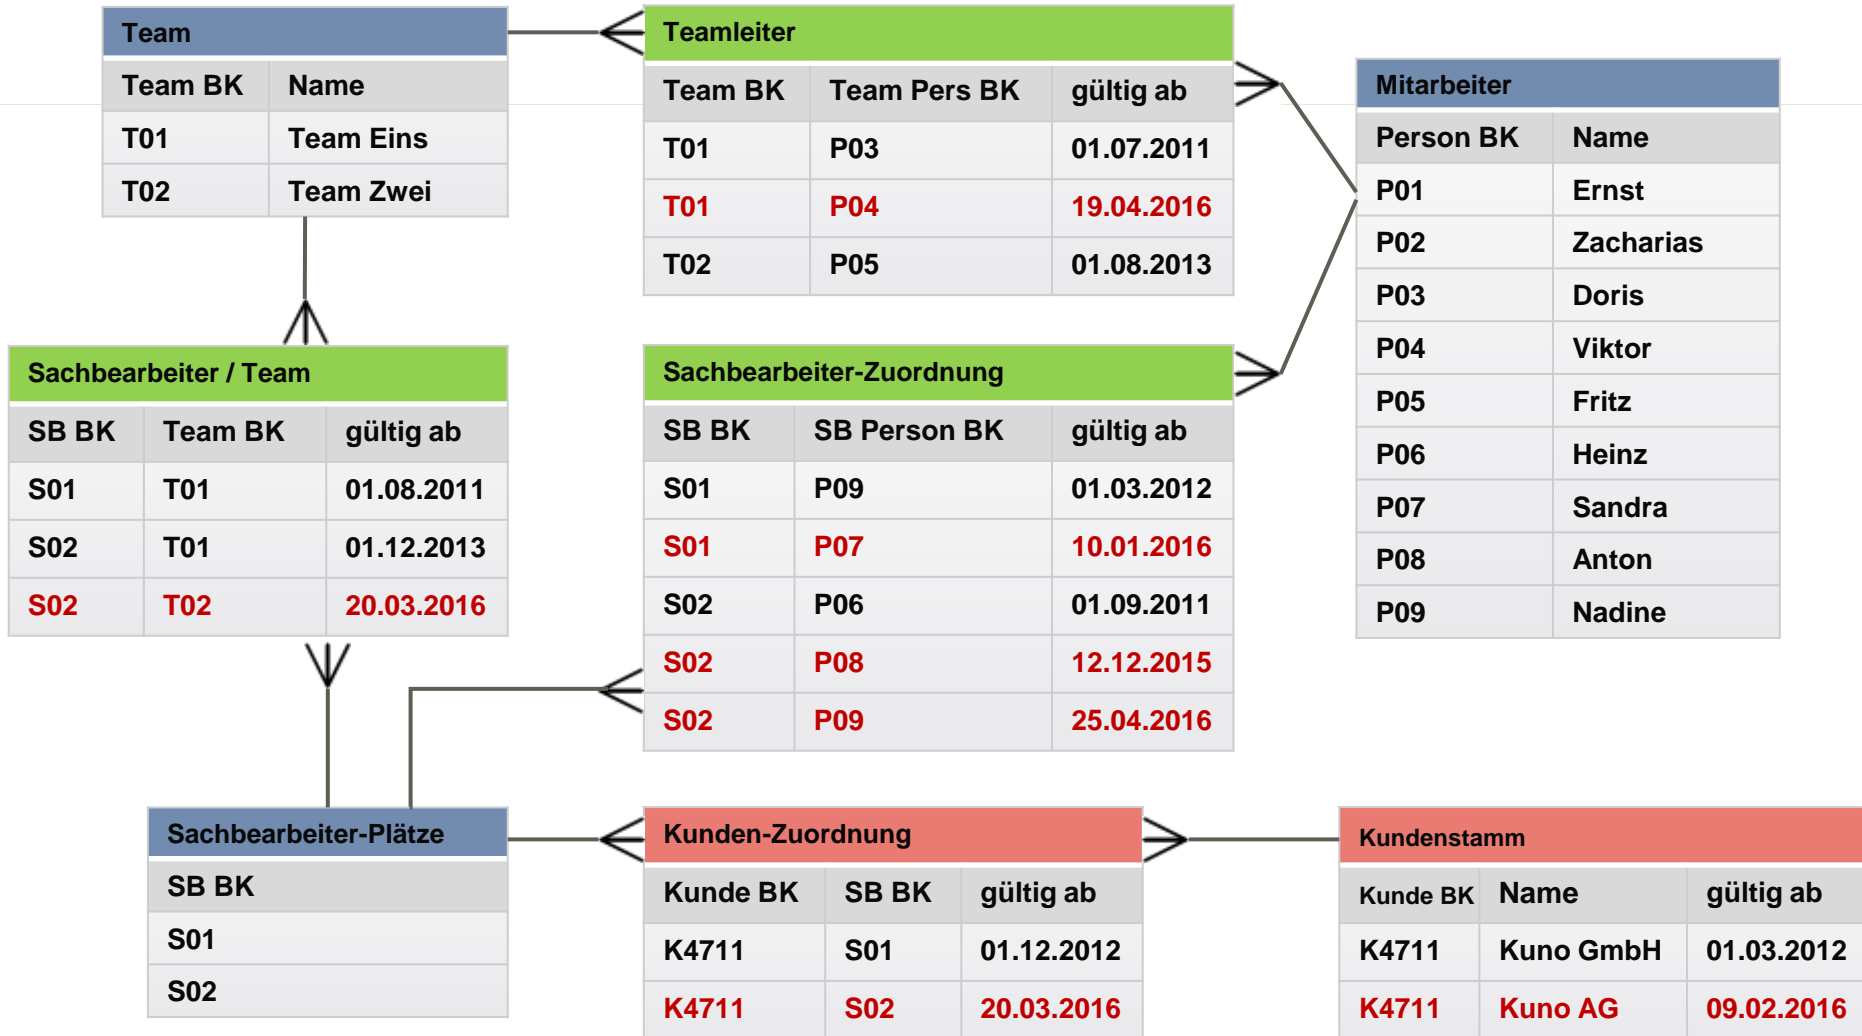 Team
Team BK Name
T01 Team Eins
T02 Team Zwei
Teamleiter
Team BK Team Pers BK gültig ab
T01 P03 01.07.2011
T01 P04 19.04.2016
T02 P05 01.08.2013
Mitarbeiter
Person BK Name
P01 Ernst
P02 Zacharias
P03 Doris
P04 Viktor
P05 Fritz
P06 Heinz
P07 Sandra
P08 Anton
P09 Nadine
Sachbearbeiter / Team
SB BK Team BK gültig ab
S01 T01 01.08.2011
S02 T01 01.12.2013
S02 T02 20.03.2016
Sachbearbeiter-Zuordnung
SB BK SB Person BK gültig ab
S01 P09 01.03.2012
S01 P07 10.01.2016
S02 P06 01.09.2011
S02 P08 12.12.2015
S02 P09 25.04.2016
Sachbearbeiter-Plätze
SB BK
S01
S02
Kunden-Zuordnung
Kunde BK SB BK gültig ab
K4711 S01 01.12.2012
K4711 S02 20.03.2016
Kundenstamm
Kunde BK Name gültig ab
K4711 Kuno GmbH 01.03.2012
K4711 Kuno AG 09.02.2016